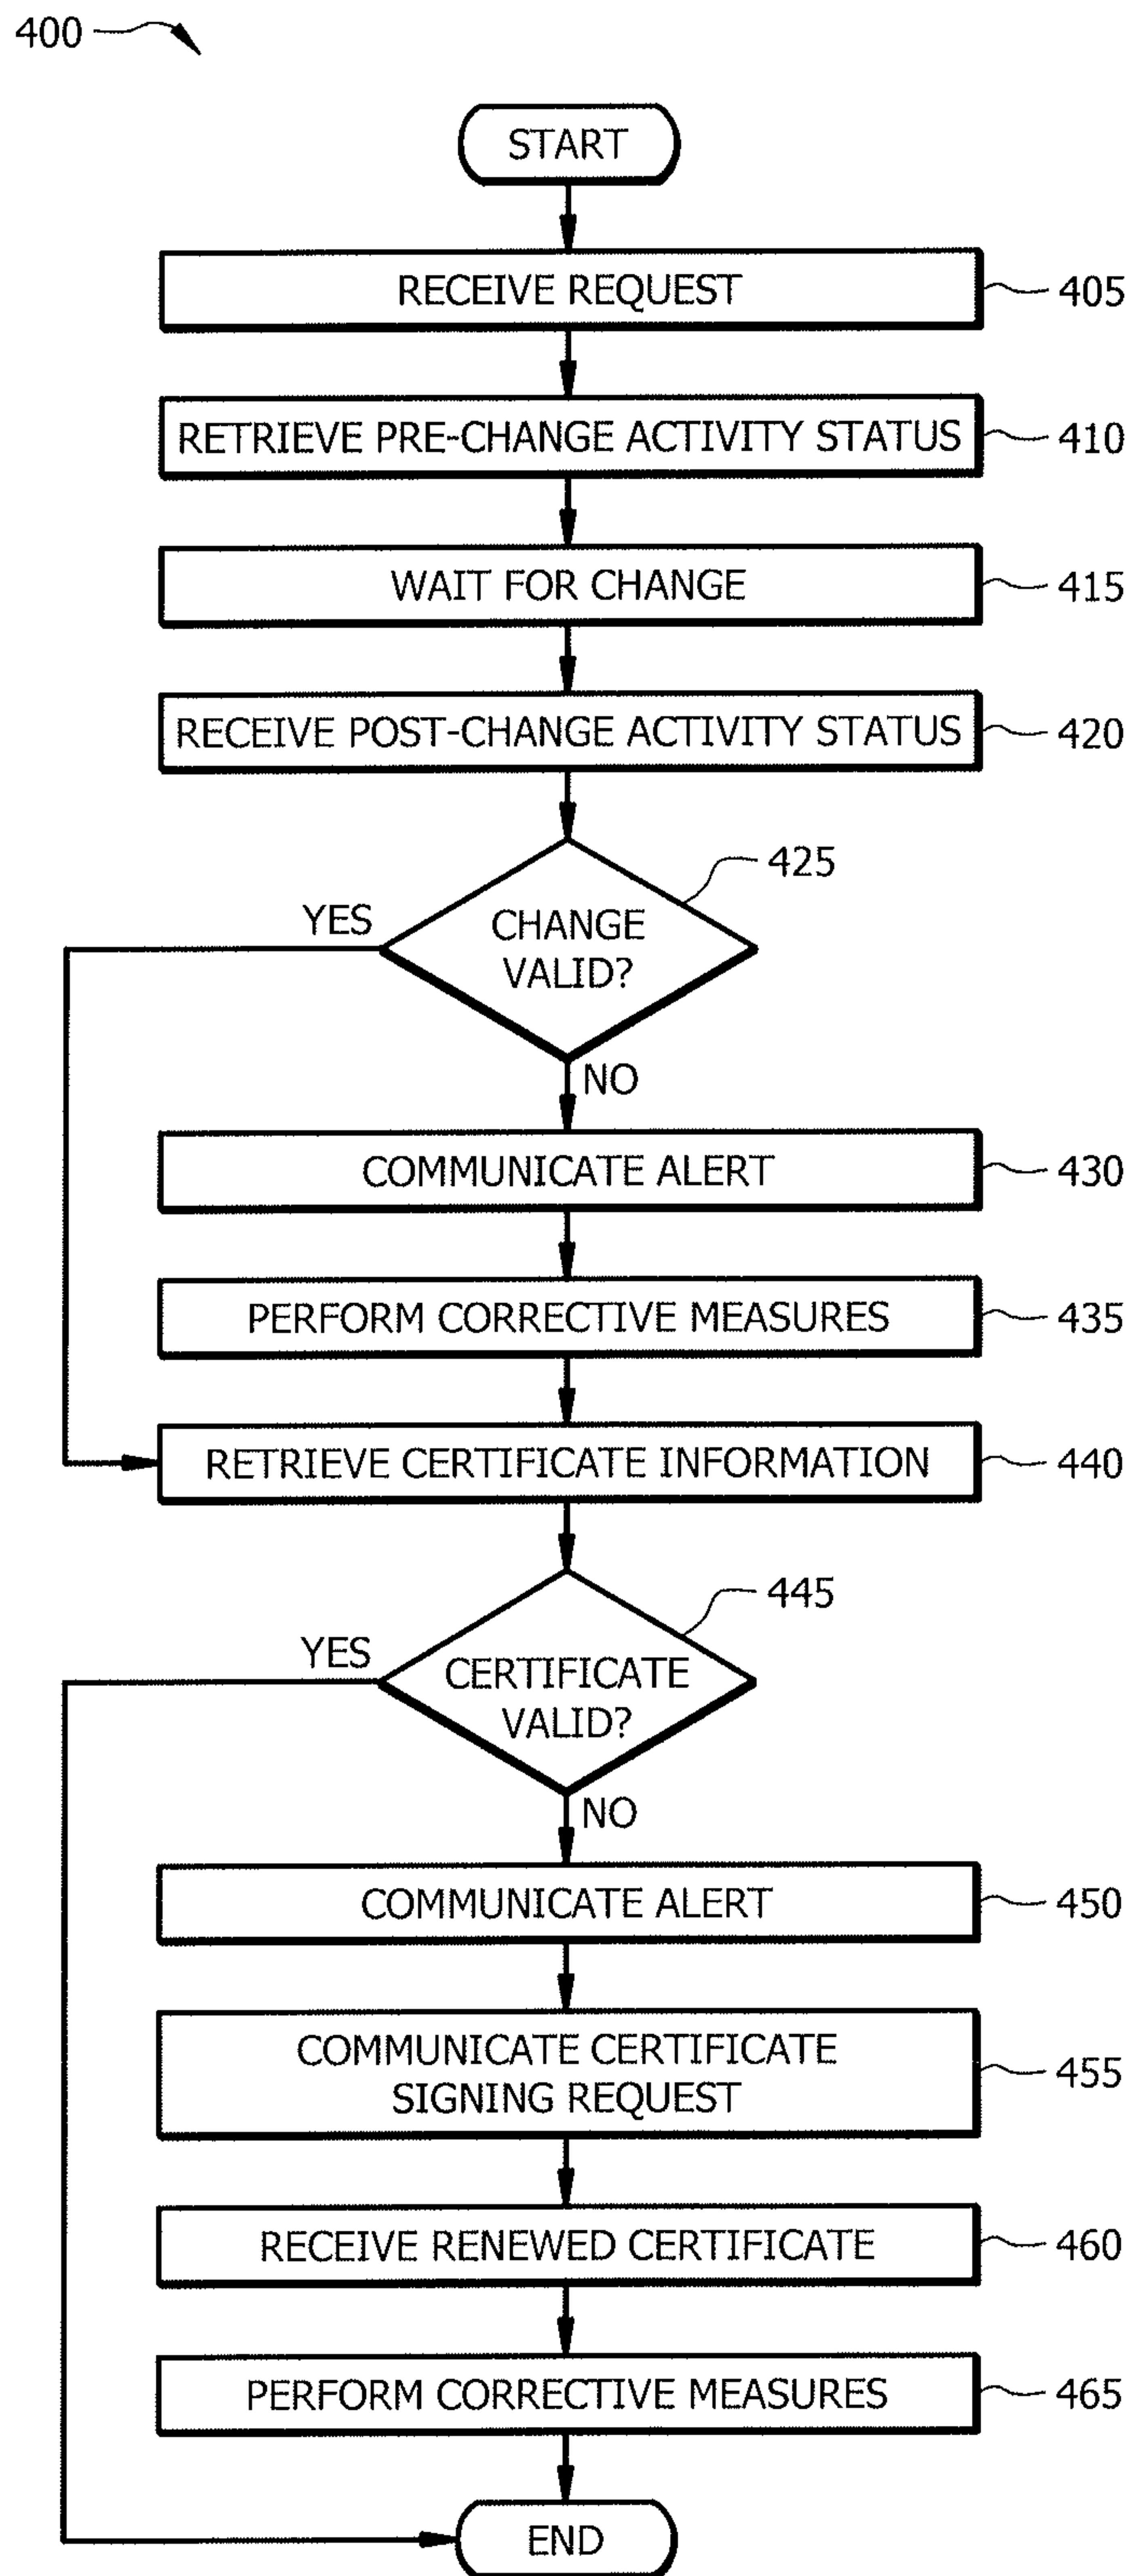 400
START
RECEIVE REQUEST
405
RETRIEVE PRE-CHANGE ACTIVITY STATUS
410
WAIT FOR CHANGE
415
RECEIVE POST-CHANGE ACTIVITY STATUS
420
425
YES
CHANGE
VALID?
NO
COMMUNICATE ALERT
430
PERFORM CORRECTIVE MEASURES
435
RETRIEVE CERTIFICATE INFORMATION
440
445
YES
CERTIFICATE
VALID?
NO
COMMUNICATE ALERT
450
COMMUNICATE CERTIFICATE
SIGNING REQUEST
455
RECEIVE RENEWED CERTIFICATE
460
PERFORM CORRECTIVE MEASURES
465
END